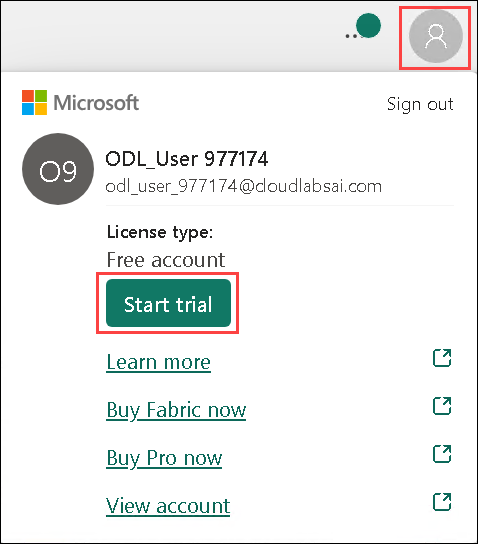 ...
Microsoft
Sign out
O9
ODL_User 977174
odl_user_977174@cloudlabsai.com
License type:
Free account
Start trial
Learn more
Buy Fabric now
Buy Pro now
View account